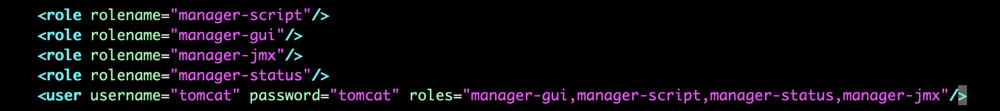 <role rolename="manager-script"/>
<role rolename="manager-gui"/>
<role rolename="manager-jmx"/>
<role rolename="manager-status"/>
<user username="tomcat" password="tomcat" roles="manager-gui,manager-script,manager-status,manager-jmx"/>